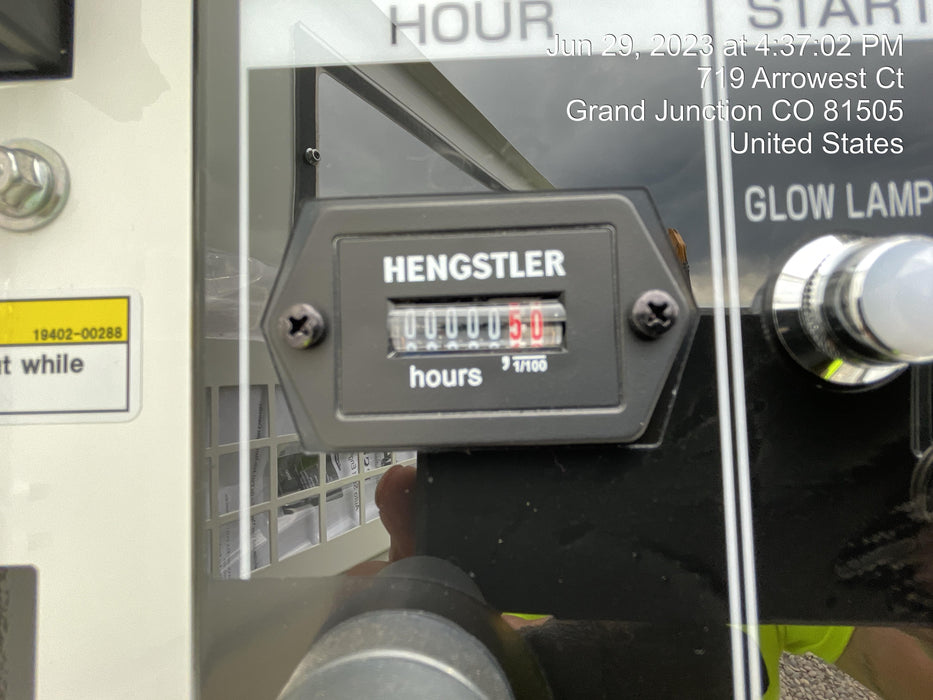 HOUR
START
Jun 29, 2023 at 4:37:02 PM
719 Arrowest Ct
Grand Junction CO 81505
United States
GLOW LAMP
HENGSTLER
0000050
hours , 1/100
19402-00288
t while